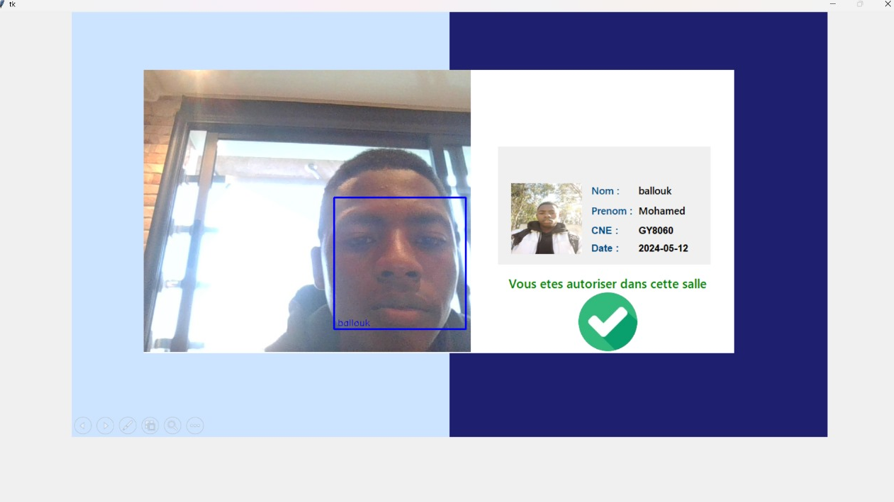 tk
ballouk
Nom : ballouk
Prenom : Mohamed
CNE : GY8060
Date : 2024-05-12
Vous etes autoriser dans cette salle